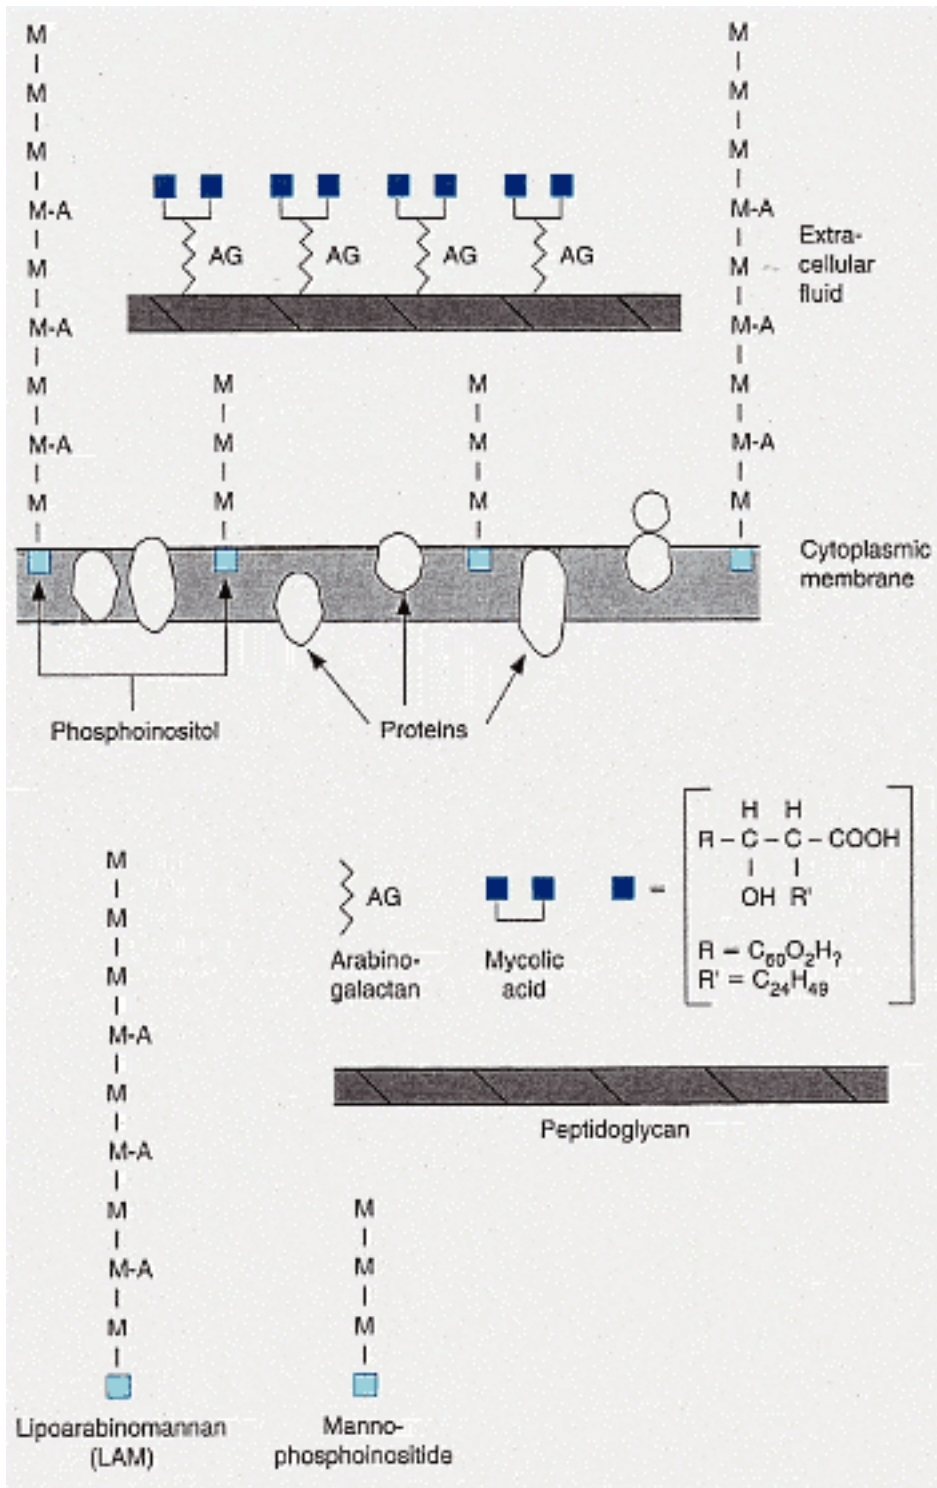 M M
M M
M M
M-A M-A
AG AG AG AG
M M
Extra-
cellular
fluid
M-A M-A
M M M M
M-A M M M-A
M M M M
Cytoplasmic
membrane
Phosphoinositol
Proteins
M
M
M
M-A
M
M-A
M
M-A
M
Lipoarabinomannan
(LAM)
AG
Arabino-
galactan
Mycolic
acid
=
H H
R – C – C – COOH
OH R'
R = C60O2H?
R' = C24H49
Peptidoglycan
M
M
M
Manno-
phosphoinositide